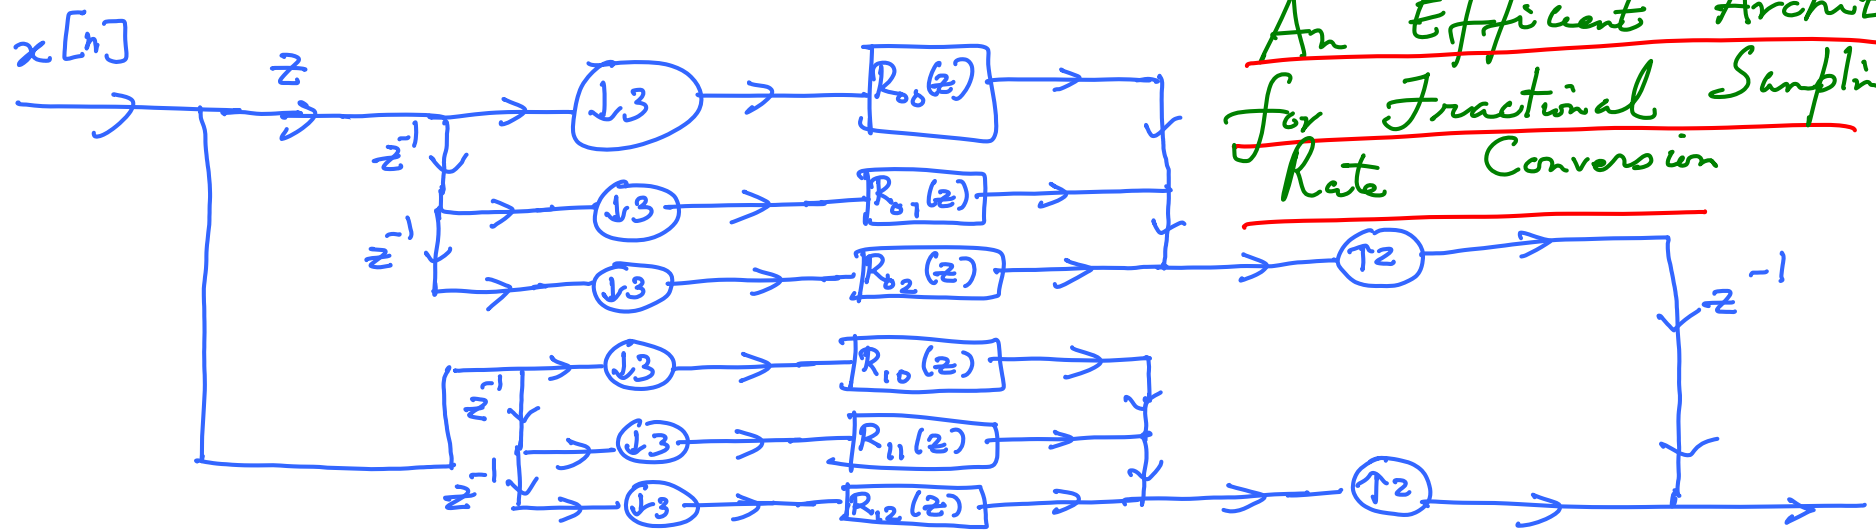 An Efficient
for Fractional
Rate Conversion
x[n]
z
↓3
R₀₀(z)
z⁻¹
↓3
R₀₁(z)
z⁻¹
↓3
R₀₂(z)
↑2
z⁻¹
↓3
R₁₀(z)
z⁻¹
↓3
R₁₁(z)
z⁻¹
↓3
R₁₂(z)
↑2